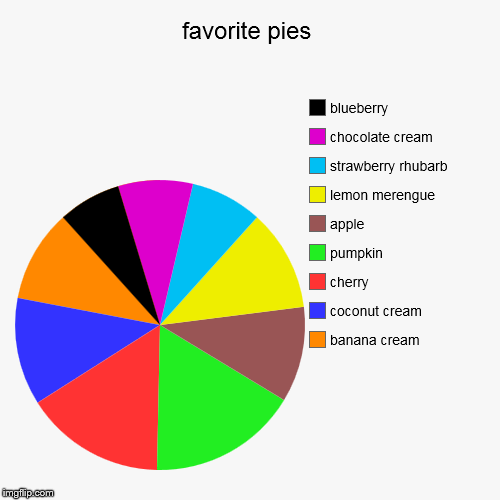 favorite pies
blueberry
chocolate cream
strawberry rhubarb
lemon merengue
apple
pumpkin
cherry
coconut cream
banana cream
imgflip.com